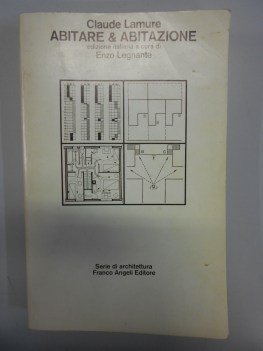 Claude Lamure
ABITARE & ABITAZIONE
edizione italiana a cura di
Enzo Legnante
Serie di architettura
Franco Angeli Editore